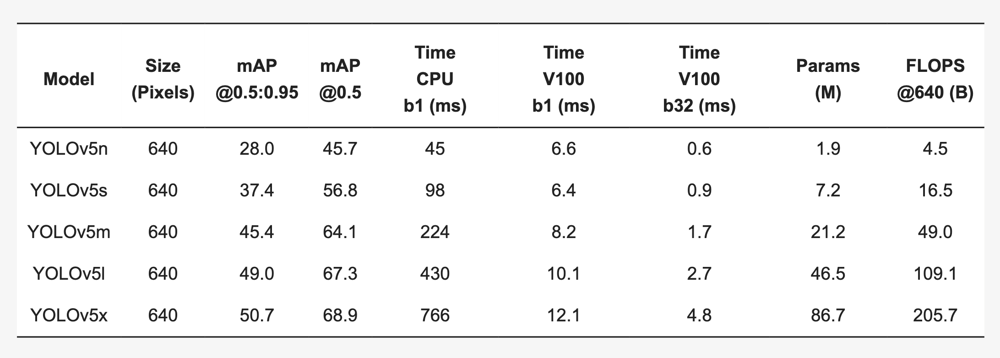 Model Size (Pixels) mAP @0.5:0.95 mAP @0.5 Time CPU b1 (ms) Time V100 b1 (ms) Time V100 b32 (ms) Params (M) FLOPS @640 (B)
YOLOv5n 640 28.0 45.7 45 6.6 0.6 1.9 4.5
YOLOv5s 640 37.4 56.8 98 6.4 0.9 7.2 16.5
YOLOv5m 640 45.4 64.1 224 8.2 1.7 21.2 49.0
YOLOv5l 640 49.0 67.3 430 10.1 2.7 46.5 109.1
YOLOv5x 640 50.7 68.9 766 12.1 4.8 86.7 205.7